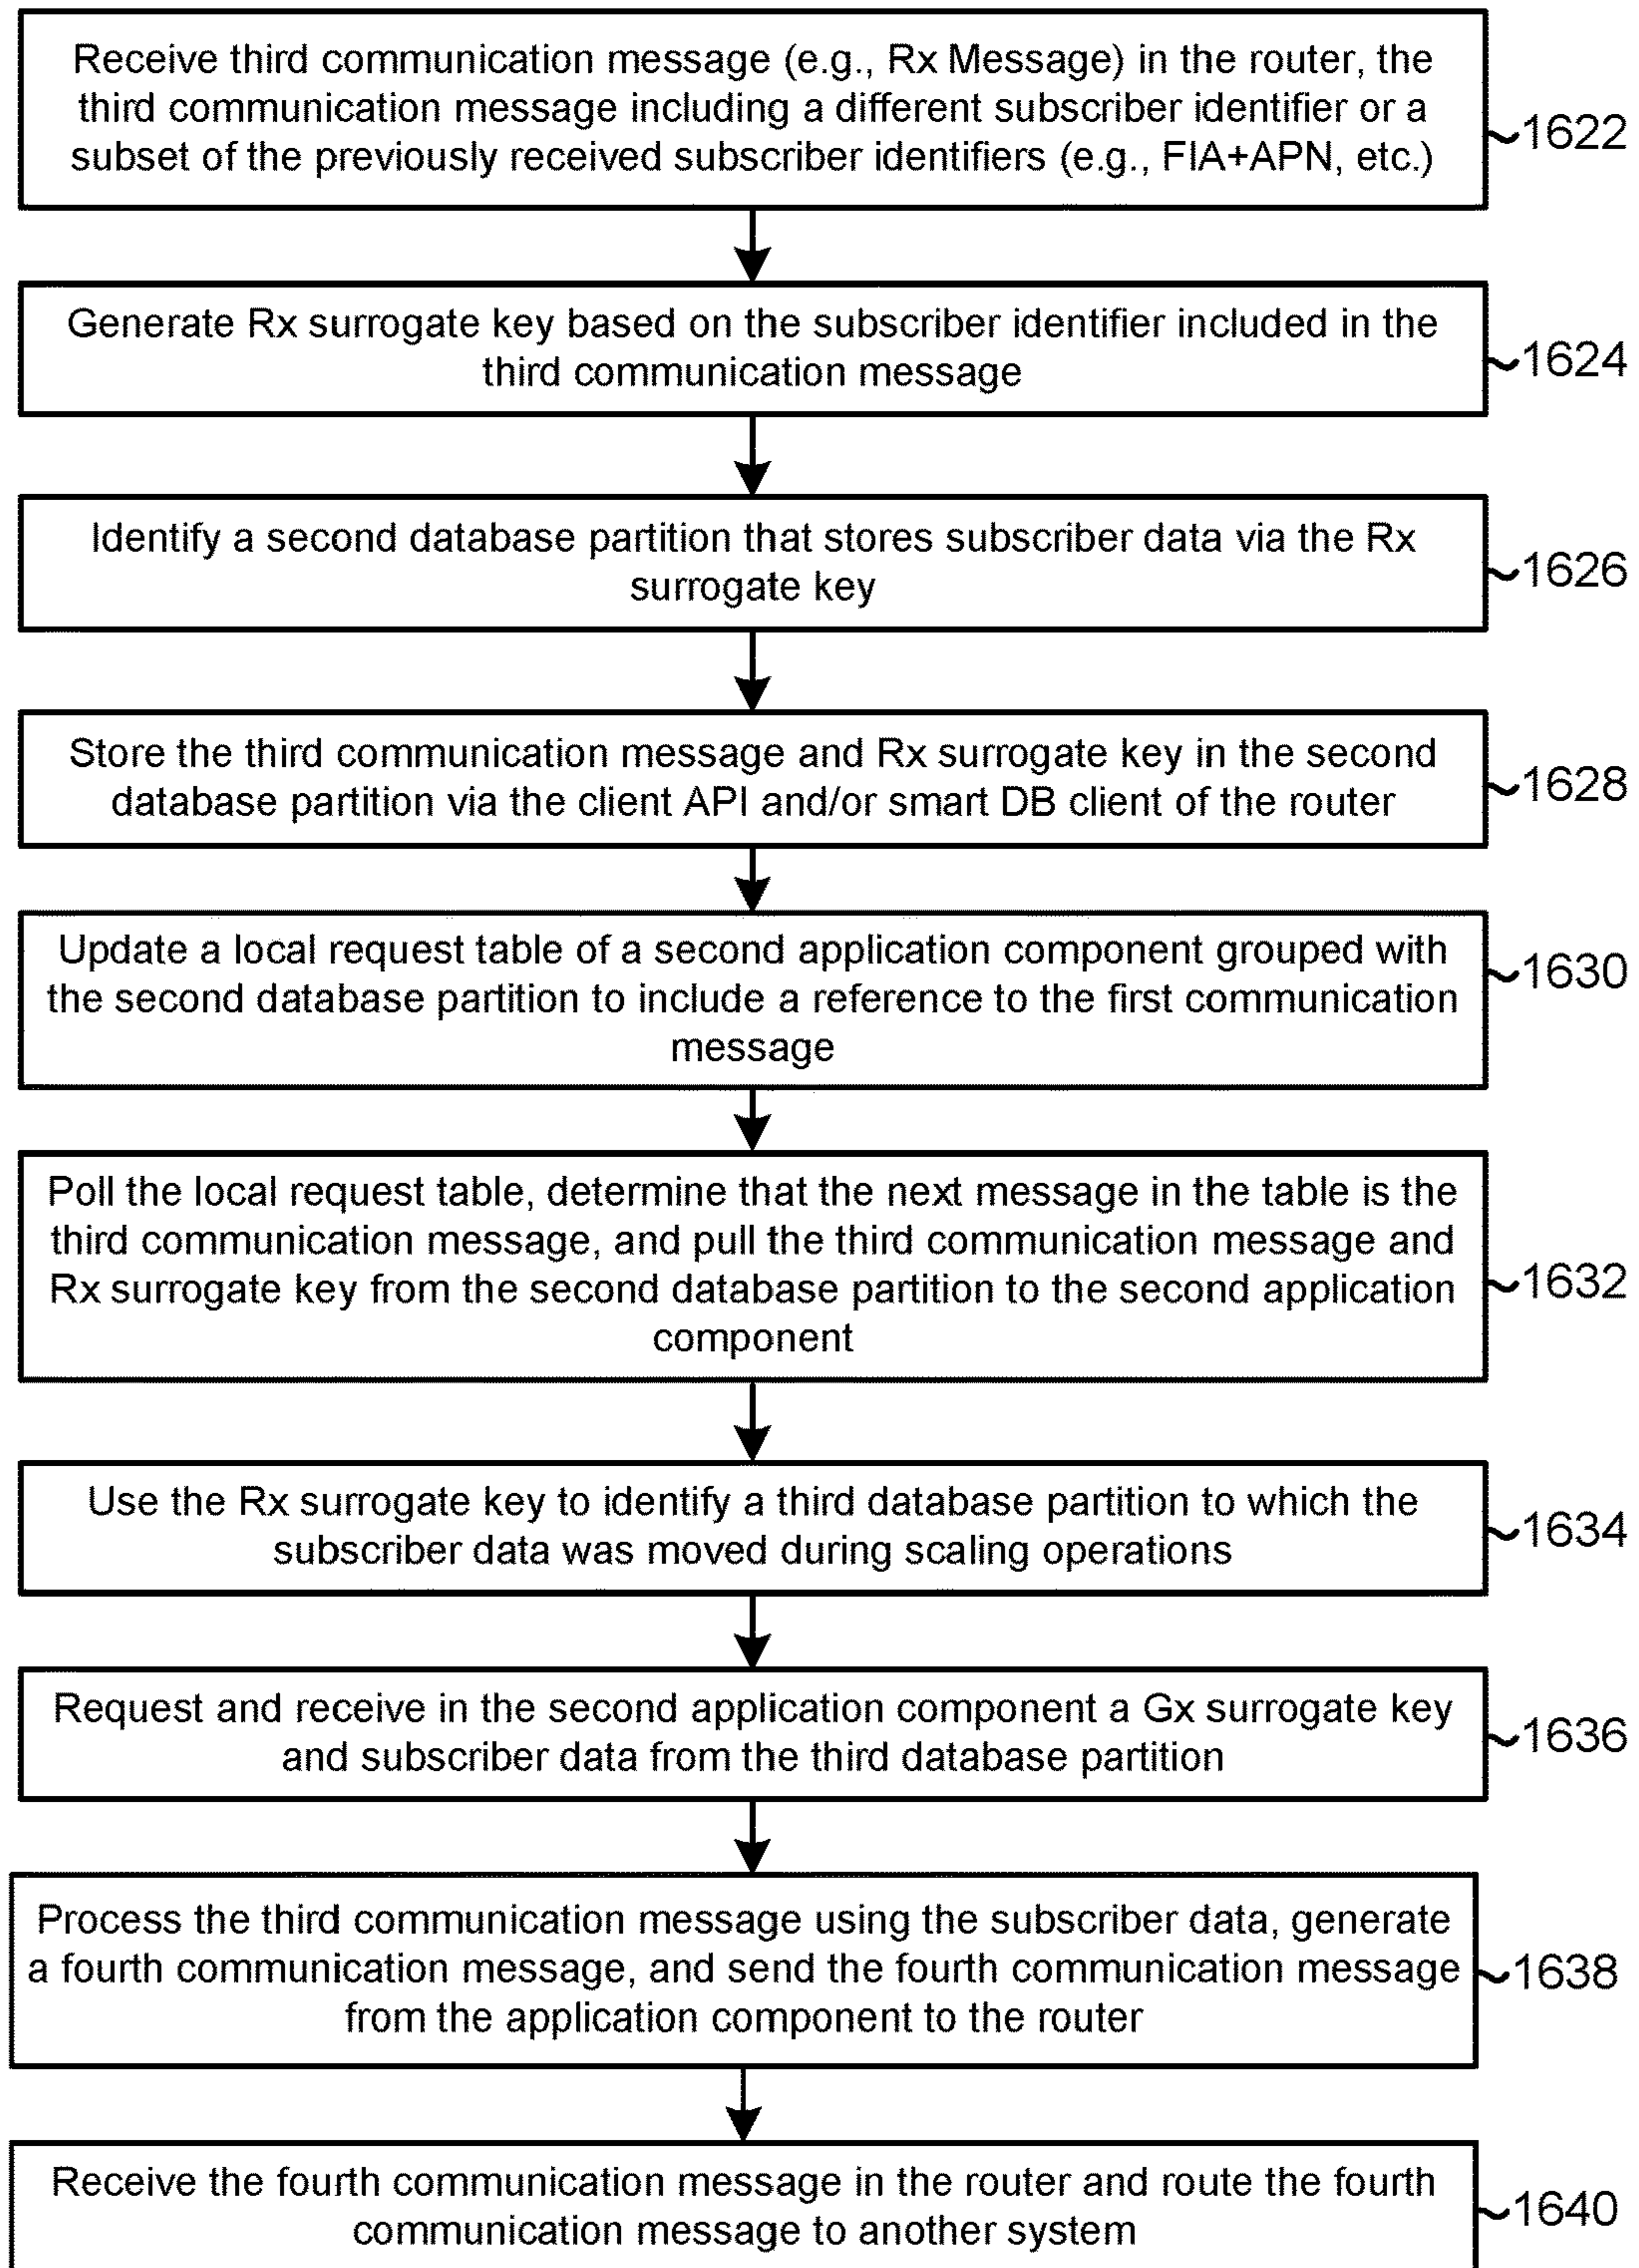 Receive third communication message (e.g., Rx Message) in the router, the
third communication message including a different subscriber identifier or a
subset of the previously received subscriber identifiers (e.g., FIA+APN, etc.)
1622
Generate Rx surrogate key based on the subscriber identifier included in the
third communication message
1624
Identify a second database partition that stores subscriber data via the Rx
surrogate key
1626
Store the third communication message and Rx surrogate key in the second
database partition via the client API and/or smart DB client of the router
1628
Update a local request table of a second application component grouped with
the second database partition to include a reference to the first communication
message
1630
Poll the local request table, determine that the next message in the table is the
third communication message, and pull the third communication message and
Rx surrogate key from the second database partition to the second application
component
1632
Use the Rx surrogate key to identify a third database partition to which the
subscriber data was moved during scaling operations
1634
Request and receive in the second application component a Gx surrogate key
and subscriber data from the third database partition
1636
Process the third communication message using the subscriber data, generate
a fourth communication message, and send the fourth communication message
from the application component to the router
1638
Receive the fourth communication message in the router and route the fourth
communication message to another system
1640